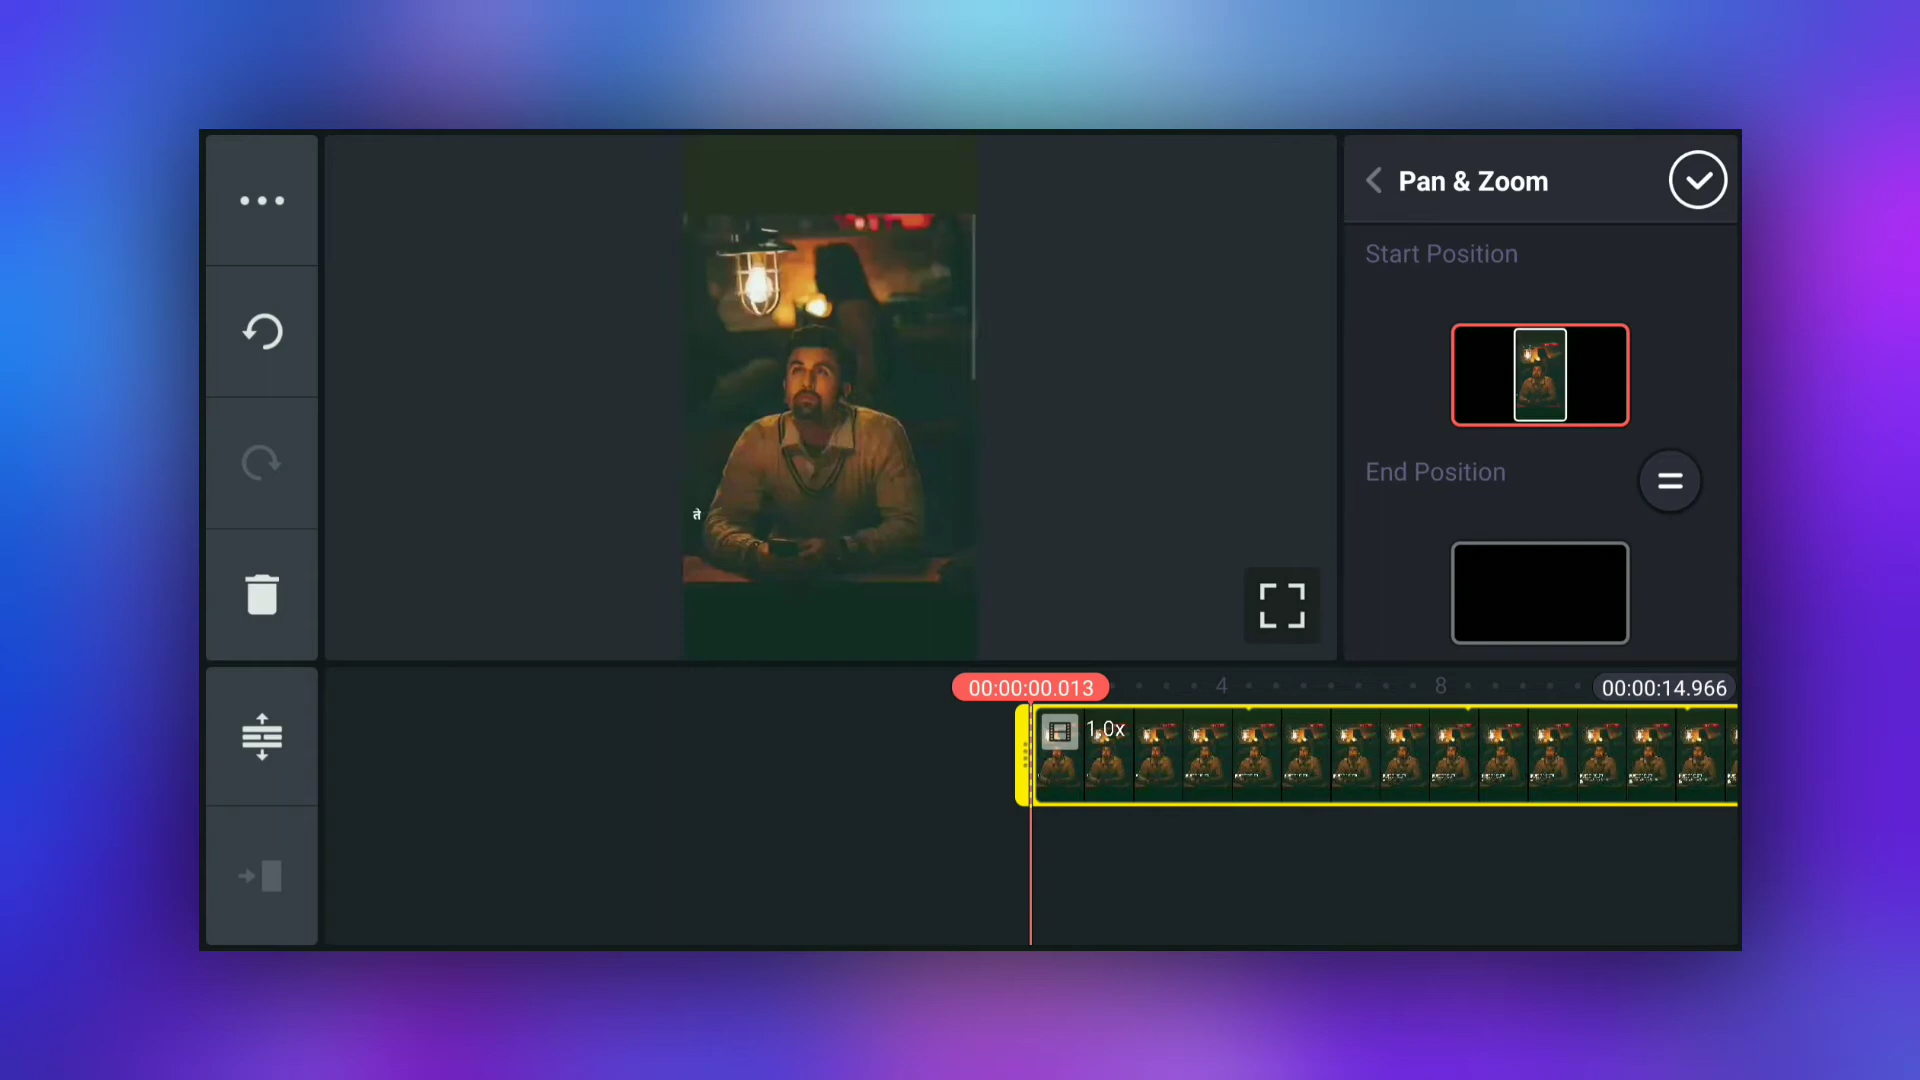 Pan & Zoom
Start Position
End Position
ते
00:00:00.013
4
8
00:00:14.966
1.0x